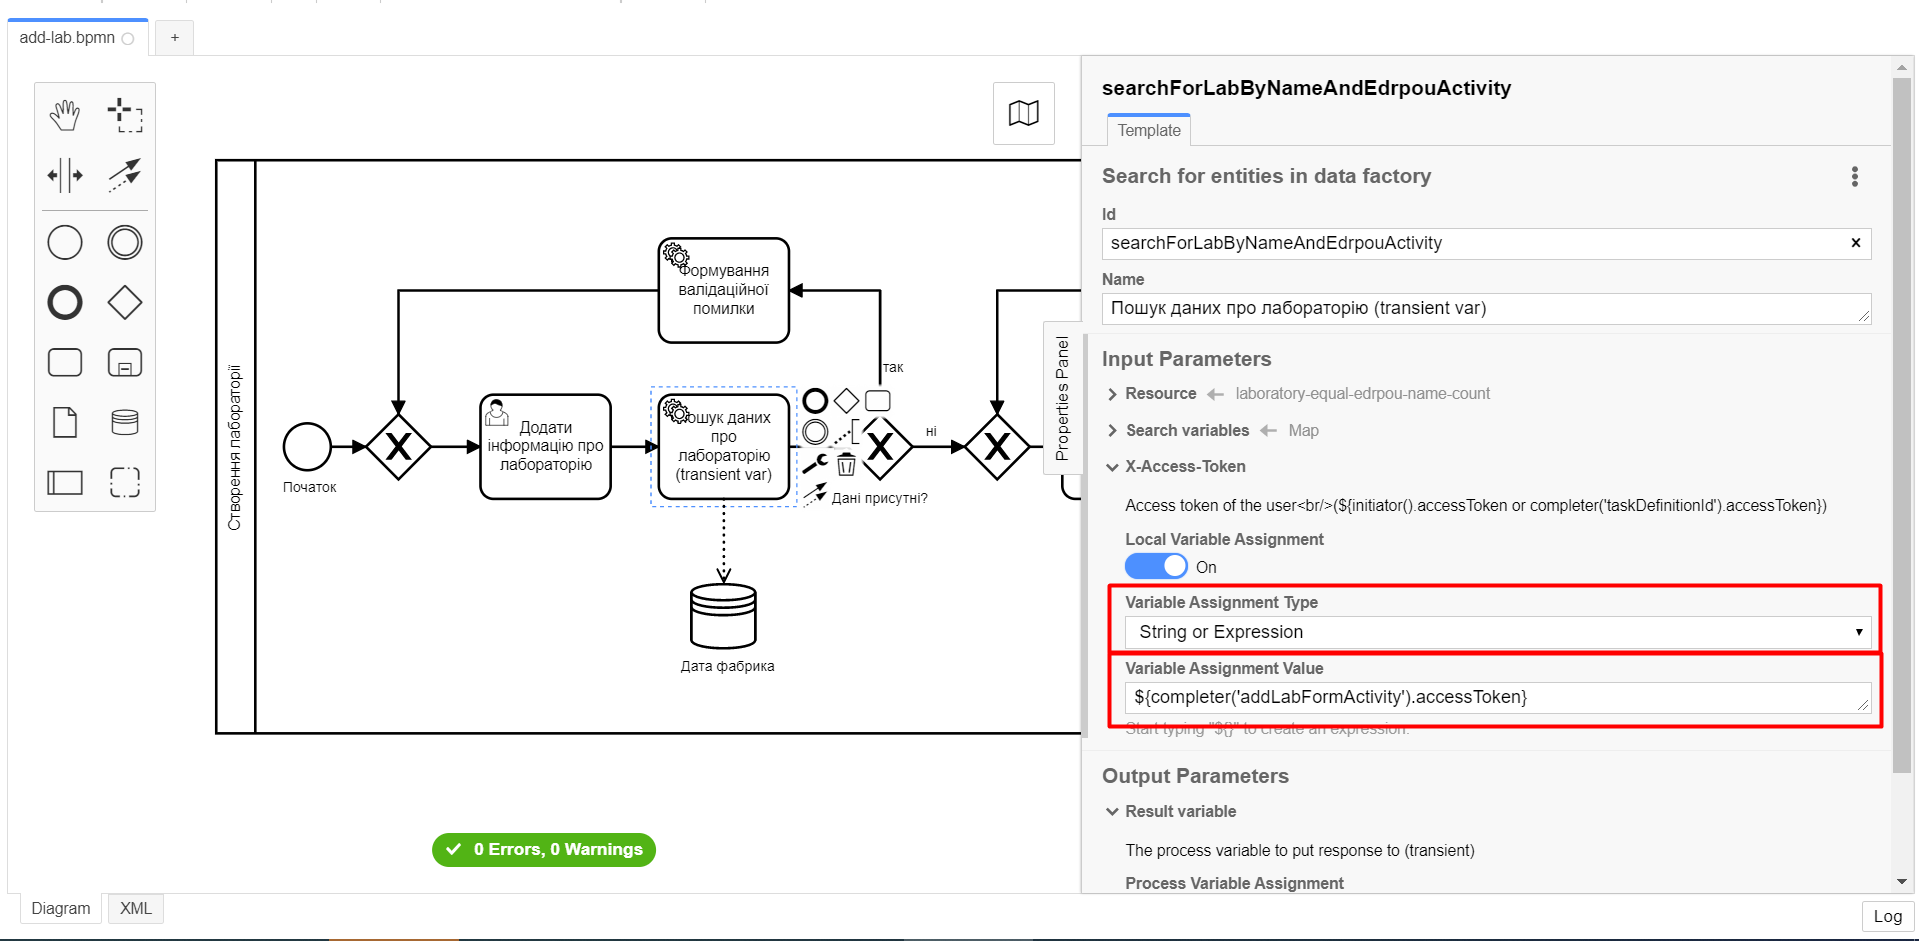 add-lab.bpmn
+
Створення лабораторії
Початок
Формування
валідаційної
помилки
Додати
інформацію про
лабораторію
ошук даних
про
лабораторію
(transient var)
так
ні
Дані присутні?
Дата фабрика
0 Errors, 0 Warnings
Diagram
XML
Properties Panel
searchForLabByNameAndEdrpouActivity
Template
Search for entities in data factory
Id
searchForLabByNameAndEdrpouActivity
Name
Пошук даних про лабораторію (transient var)
Input Parameters
Resource laboratory-equal-edrpou-name-count
Search variables Map
X-Access-Token
Access token of the user<br/>(${initiator().accessToken or completer('taskDefinitionId').accessToken})
Local Variable Assignment
On
Variable Assignment Type
String or Expression
Variable Assignment Value
${completer('addLabFormActivity').accessToken}
Start typing "${}" to create an expression.
Output Parameters
Result variable
The process variable to put response to (transient)
Process Variable Assignment
Log